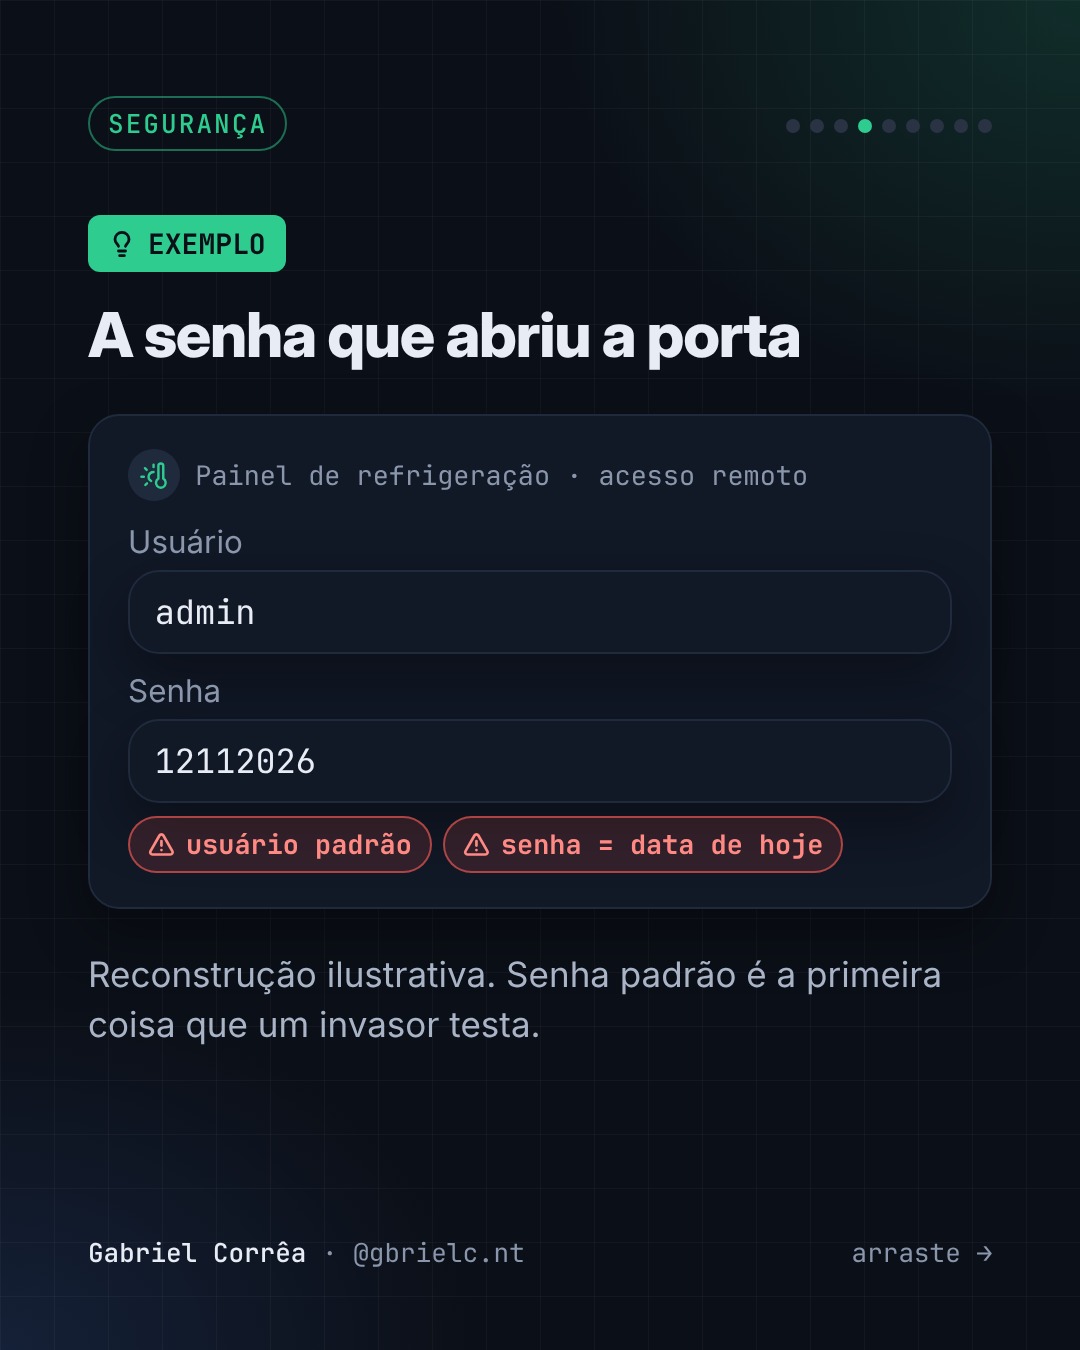 SEGURANÇA
EXEMPLO
A senha que abriu a porta
Painel de refrigeração · acesso remoto
Usuário
admin
Senha
12112026
usuário padrão
senha = data de hoje
Reconstrução ilustrativa. Senha padrão é a primeira
coisa que um invasor testa.
Gabriel Corrêa · @gbrielc.nt
arraste →